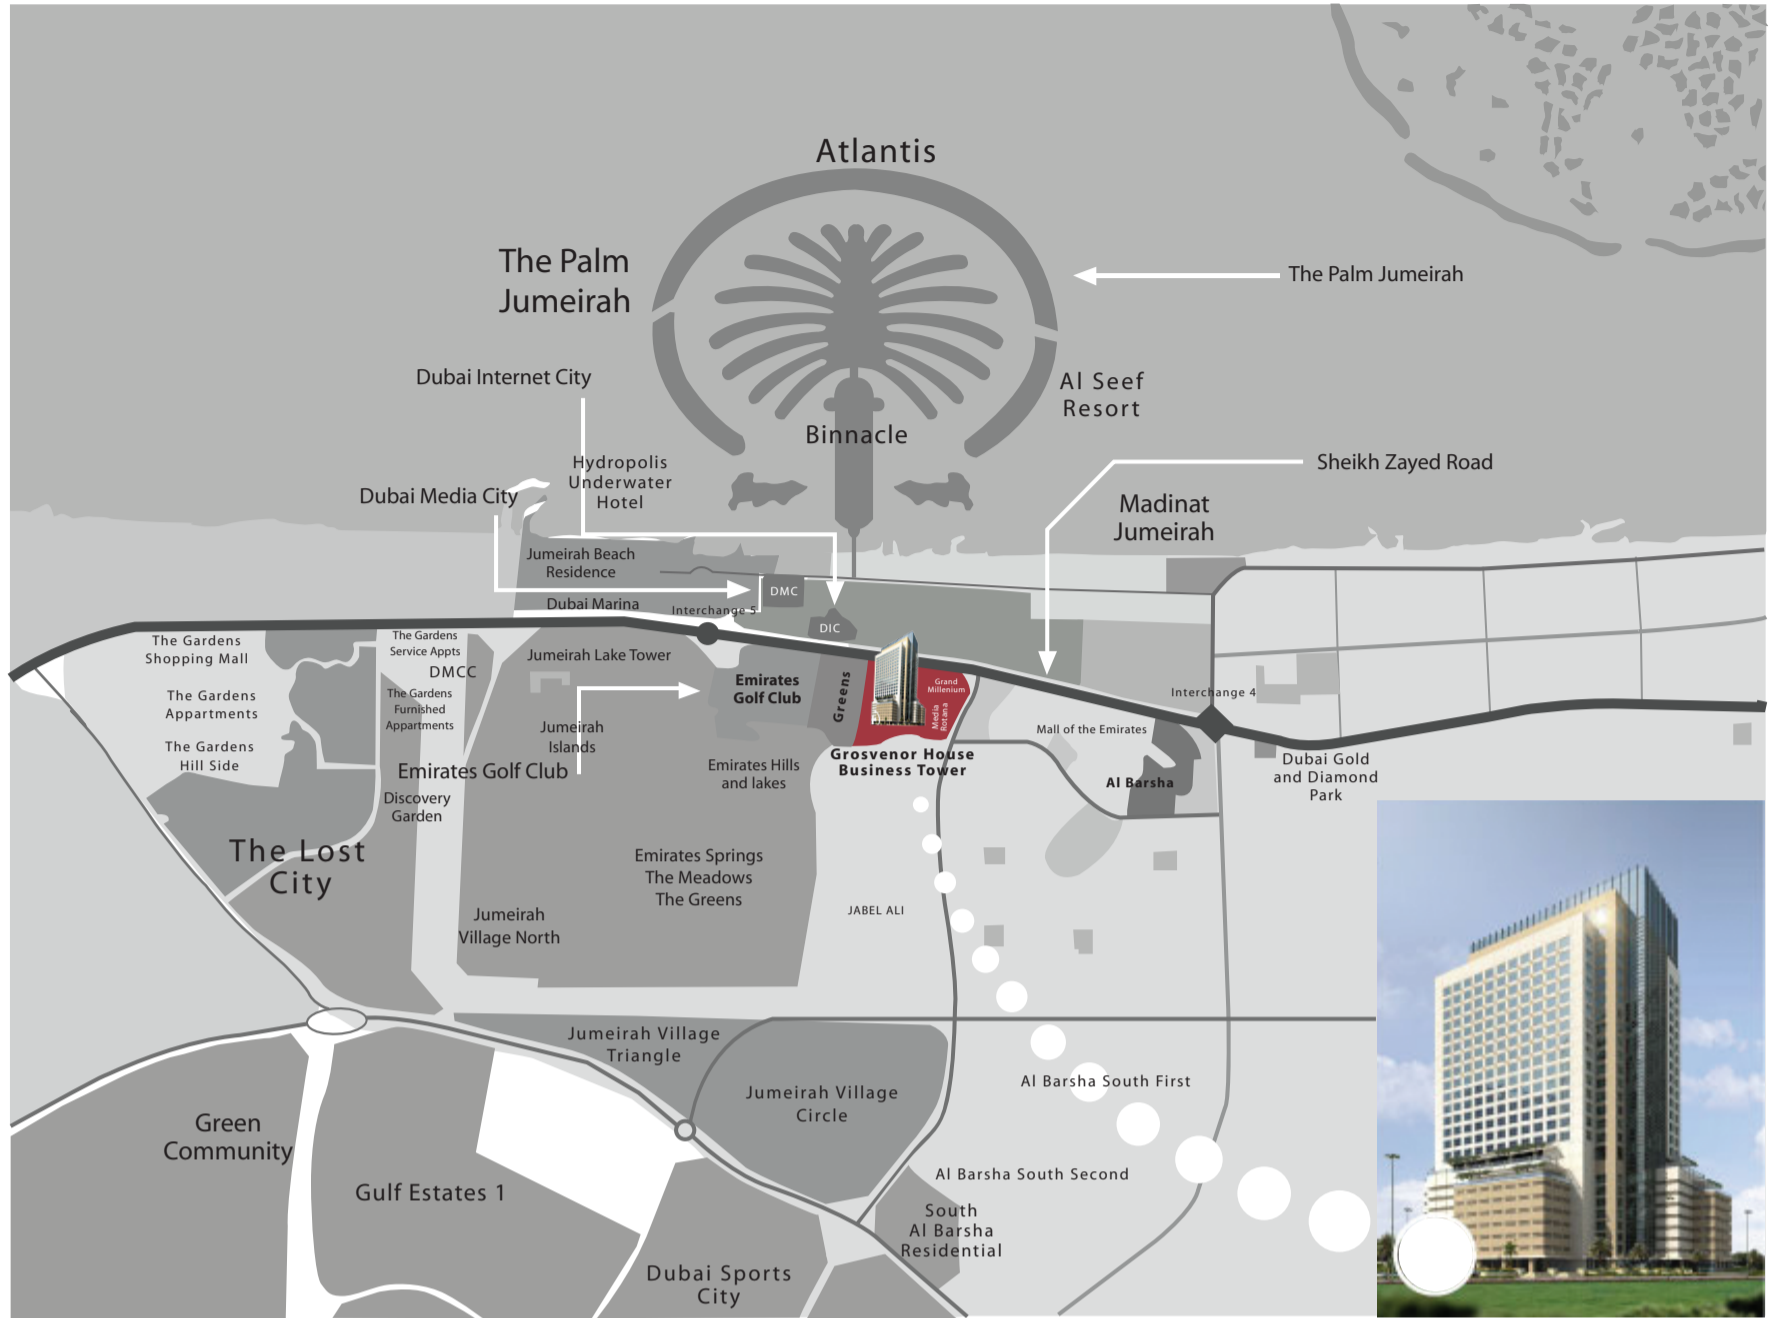 Atlantis
The Palm
Jumeirah
The Palm Jumeirah
Dubai Internet City
Al Seef
Resort
Binnacle
Hydropolis
Underwater
Hotel
Sheikh Zayed Road
Dubai Media City
Madinat
Jumeirah
Jumeirah Beach
Residence
DMC
Dubai Marina
Interchange 5
DIC
The Gardens
Shopping Mall
The Gardens
Service Appts
DMCC
Jumeirah Lake Tower
Emirates
Golf Club
Greens
Grand
Millenium
Media
Rotana
Interchange 4
The Gardens
Appartments
The Gardens
Furnished
Appartments
Jumeirah
Islands
Mall of the Emirates
The Gardens
Hill Side
Emirates Golf Club
Emirates Hills
and lakes
Grosvenor House
Business Tower
Al Barsha
Dubai Gold
and Diamond
Park
Discovery
Garden
The Lost
City
Emirates Springs
The Meadows
The Greens
Jumeirah
Village North
JABEL ALI
Jumeirah Village
Triangle
Jumeirah Village
Circle
Al Barsha South First
Green
Community
Gulf Estates 1
Al Barsha South Second
South
Al Barsha
Residential
Dubai Sports
City